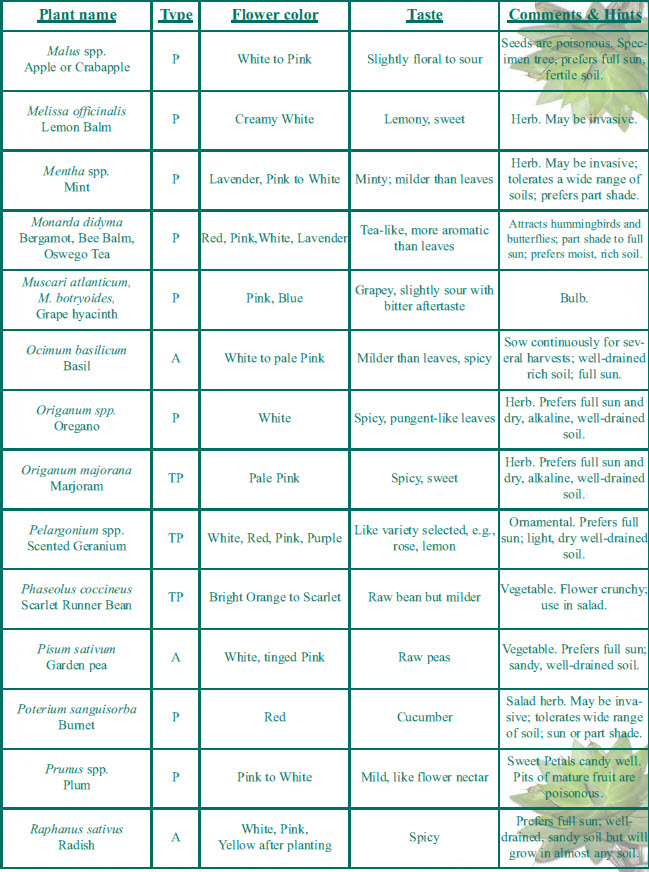 Plant name Type Flower color Taste Comments & Hints
Malus spp.
Apple or Crabapple
P
White to Pink
Slightly floral to sour
Seeds are poisonous. Spec-
imen tree, prefers full sun,
fertile soil.
Melissa officinalis
Lemon Balm
P
Creamy White
Lemony, sweet
Herb. May be invasive.
Mentha spp.
Mint
P
Lavender, Pink to White
Minty; milder than leaves
Herb. May be invasive;
tolerates a wide range of
soils; prefers part shade.
Monarda didyma
Bergamot, Bee Balm,
Oswego Tea
P
Red, Pink,White, Lavender
Tea-like, more aromatic
than leaves
Attracts hummingbirds and
butterflies; part shade to full
sun; prefers moist, rich soil.
Muscari atlanticum,
M. botryoides,
Grape hyacinth
P
Pink, Blue
Grapey, slightly sour with
bitter aftertaste
Bulb.
Ocimum basilicum
Basil
A
White to pale Pink
Milder than leaves, spicy
Sow continuously for sev-
eral harvests; well-drained
rich soil; full sun.
Origanum spp.
Oregano
P
White
Spicy, pungent-like leaves
Herb. Prefers full sun and
dry, alkaline, well-drained
soil.
Origanum majorana
Marjoram
TP
Pale Pink
Spicy, sweet
Herb. Prefers full sun and
dry, alkaline, well-drained
soil.
Pelargonium spp.
Scented Geranium
TP
White, Red, Pink, Purple
Like variety selected, e.g.,
rose, lemon
Ornamental. Prefers full
sun; light, dry well-drained
soil.
Phaseolus coccineus
Scarlet Runner Bean
TP
Bright Orange to Scarlet
Raw bean but milder
Vegetable. Flower crunchy;
use in salad.
Pisum sativum
Garden pea
A
White, tinged Pink
Raw peas
Vegetable. Prefers full sun;
sandy, well-drained soil.
Poterium sanguisorba
Burnet
P
Red
Cucumber
Salad herb. May be inva-
sive; tolerates wide range
of soil; sun or part shade.
Prunus spp.
Plum
P
Pink to White
Mild, like flower nectar
Sweet Petals candy well.
Pits of mature fruit are
poisonous.
Raphanus sativus
Radish
A
White, Pink,
Yellow after planting
Spicy
Prefers full sun; well-
drained, sandy soil but will
grow in almost any soil.